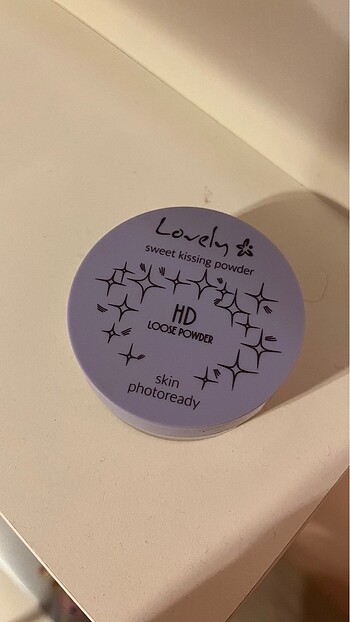 Lovely
sweet kissing powder
HD
LOOSE POWDER
skin
photoready